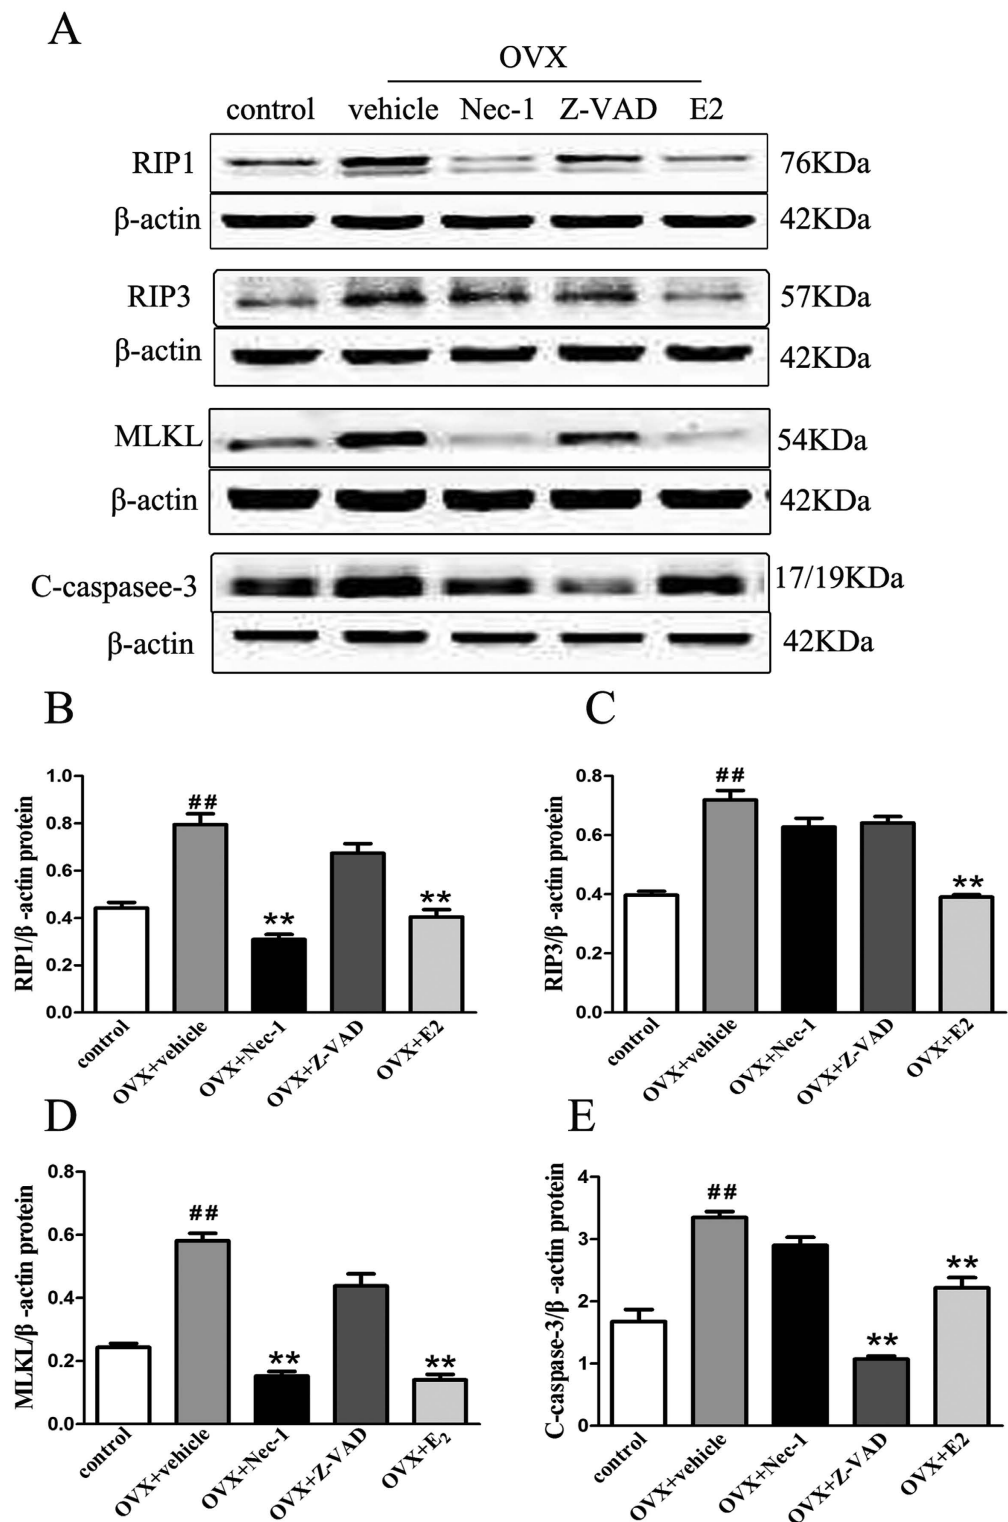 A
OVX
control vehicle Nec-1 Z-VAD E2
RIP1 76KDa
β-actin 42KDa
RIP3 57KDa
β-actin 42KDa
MLKL 54KDa
β-actin 42KDa
C-caspasee-3 17/19KDa
β-actin 42KDa
B
RIP1/β -actin protein
1.0
0.8
0.6
0.4
0.2
0.0
##
**
**
control OVX+vehicle OVX+Nec-1 OVX+Z-VAD OVX+E2
C
RIP3/β -actin protein
0.8
0.6
0.4
0.2
0.0
##
**
control OVX+vehicle OVX+Nec-1 OVX+Z-VAD OVX+E2
D
MLKL/β -actin protein
0.8
0.6
0.4
0.2
0.0
##
**
**
control OVX+vehicle OVX+Nec-1 OVX+Z-VAD OVX+E₂
E
C-caspase-3/β -actin protein
4
3
2
1
0
##
**
**
control OVX+vehicle OVX+Nec-1 OVX+Z-VAD OVX+E2